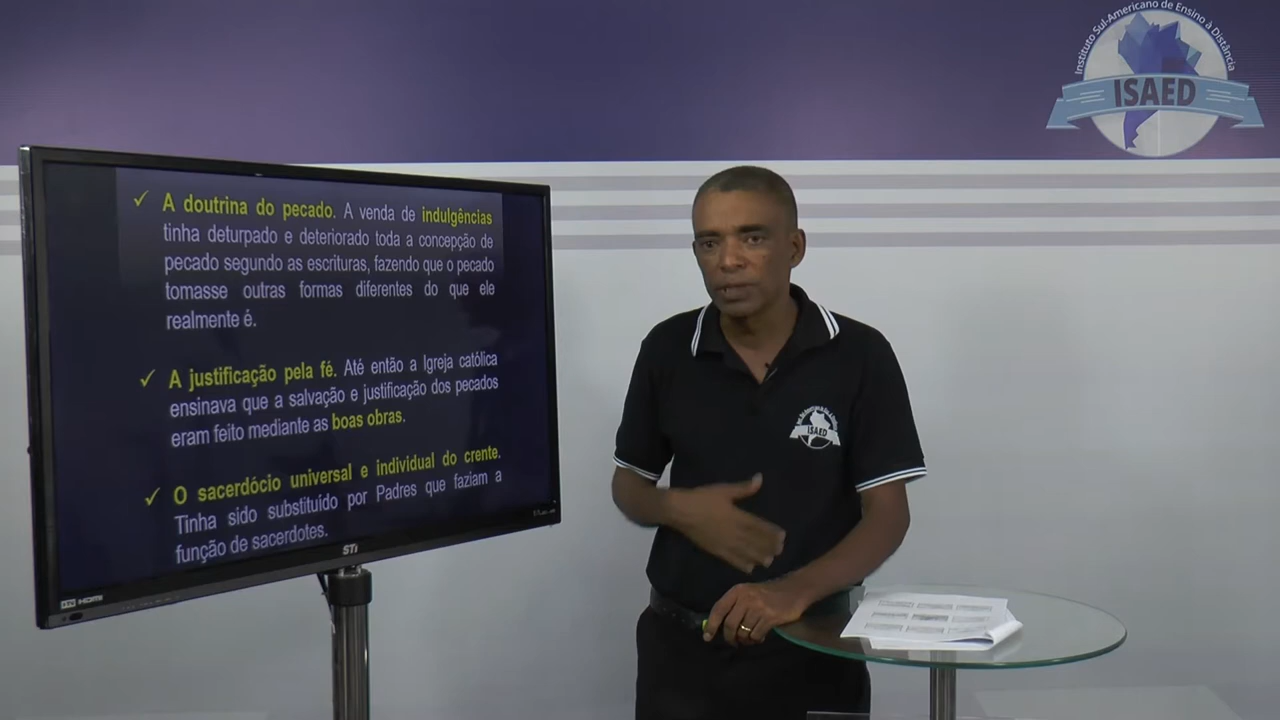 Instituto Sul-Americano de Ensino à Distância
ISAED
✓ A doutrina do pecado. A venda de indulgências
tinha deturpado e deteriorado toda a concepção de
pecado segundo as escrituras, fazendo que o pecado
tomasse outras formas diferentes do que ele
realmente é.
✓ A justificação pela fé. Até então a Igreja católica
ensinava que a salvação e justificação dos pecados
eram feito mediante as boas obras.
✓ O sacerdócio universal e individual do crente.
Tinha sido substituído por Padres que faziam a
função de sacerdotes.
STi
HDMI
ISAED